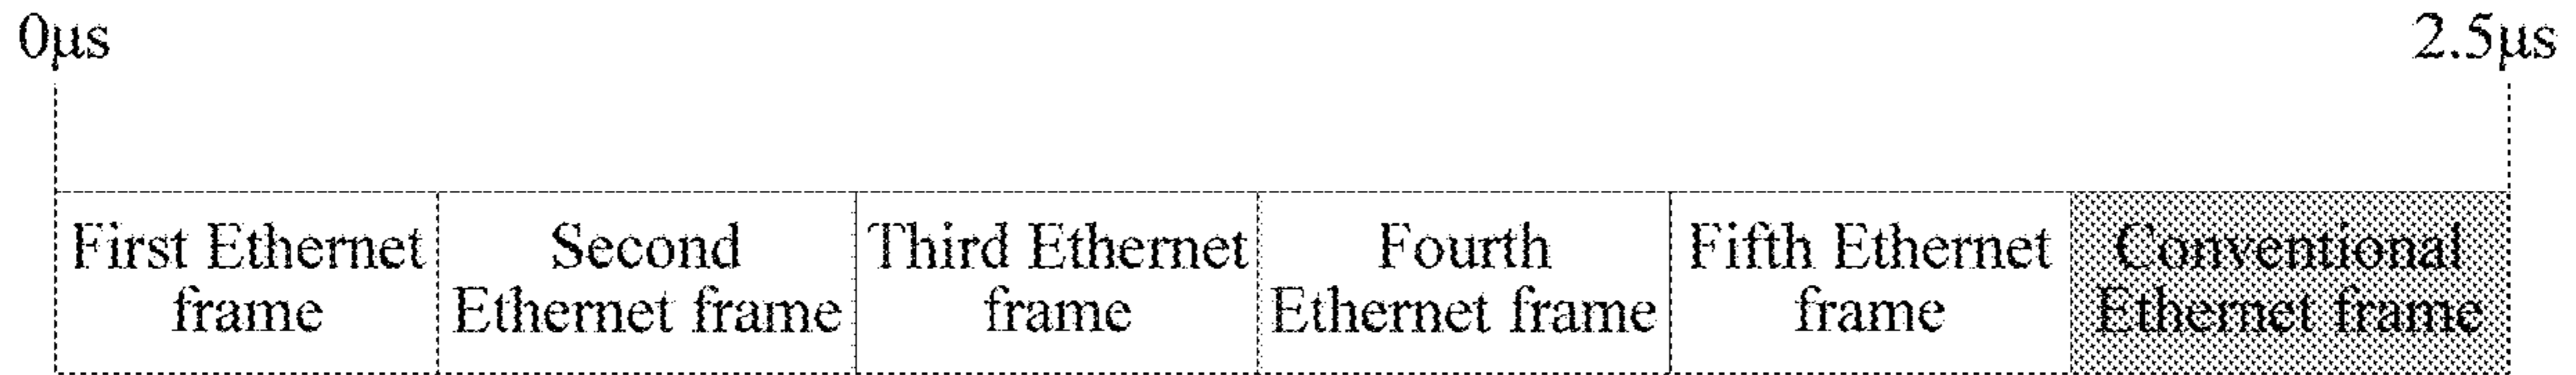 0μs
2.5μs
First Ethernet
frame
Second
Ethernet frame
Third Ethernet
frame
Fourth
Ethernet frame
Fifth Ethernet
frame
Conventional
Ethernet frame